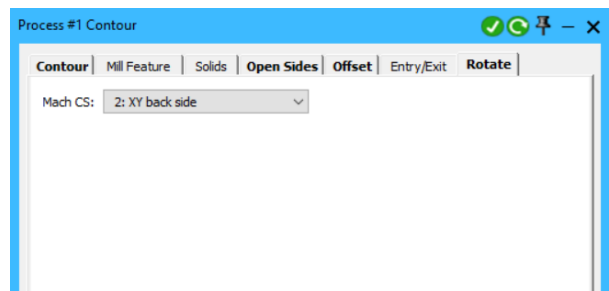 Process #1 Contour
Contour Mill Feature Solids Open Sides Offset Entry/Exit Rotate
Mach CS: 2: XY back side